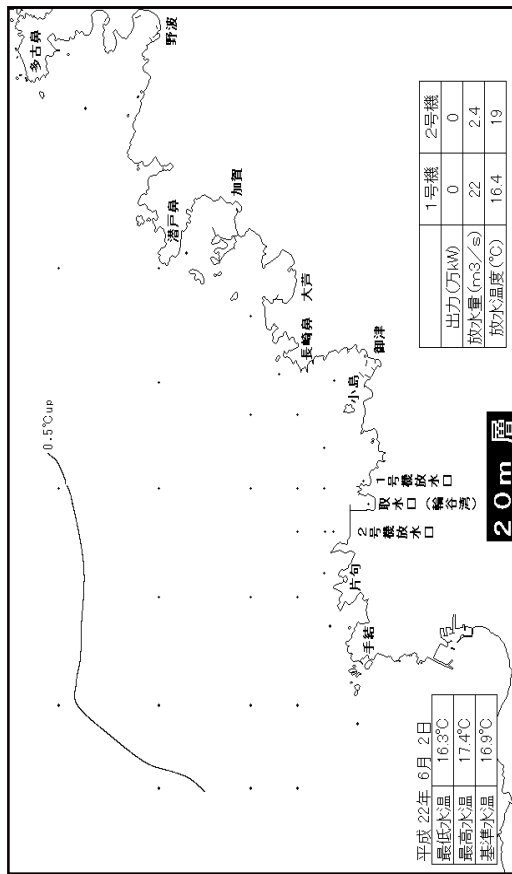 平成 22年 6月 2日
最低水温 16.3℃
最高水温 17.4℃
基準水温 16.9℃
0.5℃up
多古鼻
野波
潜戸鼻
加賀
大芦
長崎鼻
御津
小島
1号機放水口
取水口（輪谷湾）
2号機放水口
片句
手結
20m 層
1号機 2号機
出力(万kW) 0 0
放水量(m3/s) 22 2.4
放水温度(℃) 16.4 19